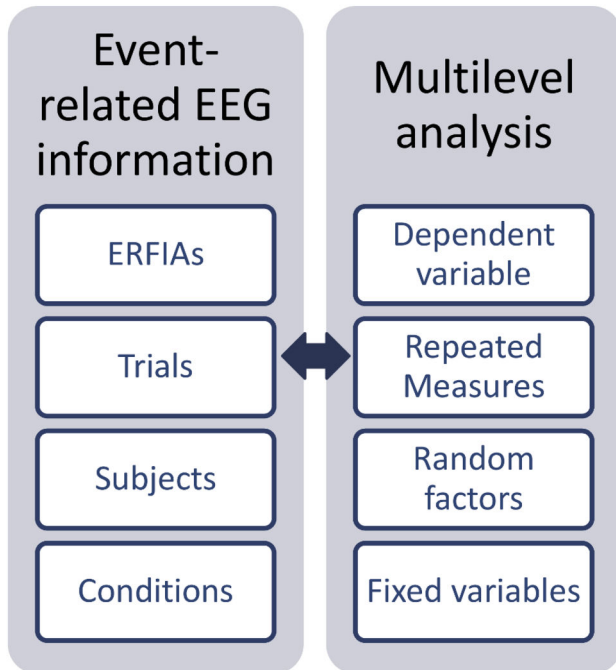 Event-
related EEG
information
ERFIAs
Trials
Subjects
Conditions
Multilevel
analysis
Dependent
variable
Repeated
Measures
Random
factors
Fixed variables